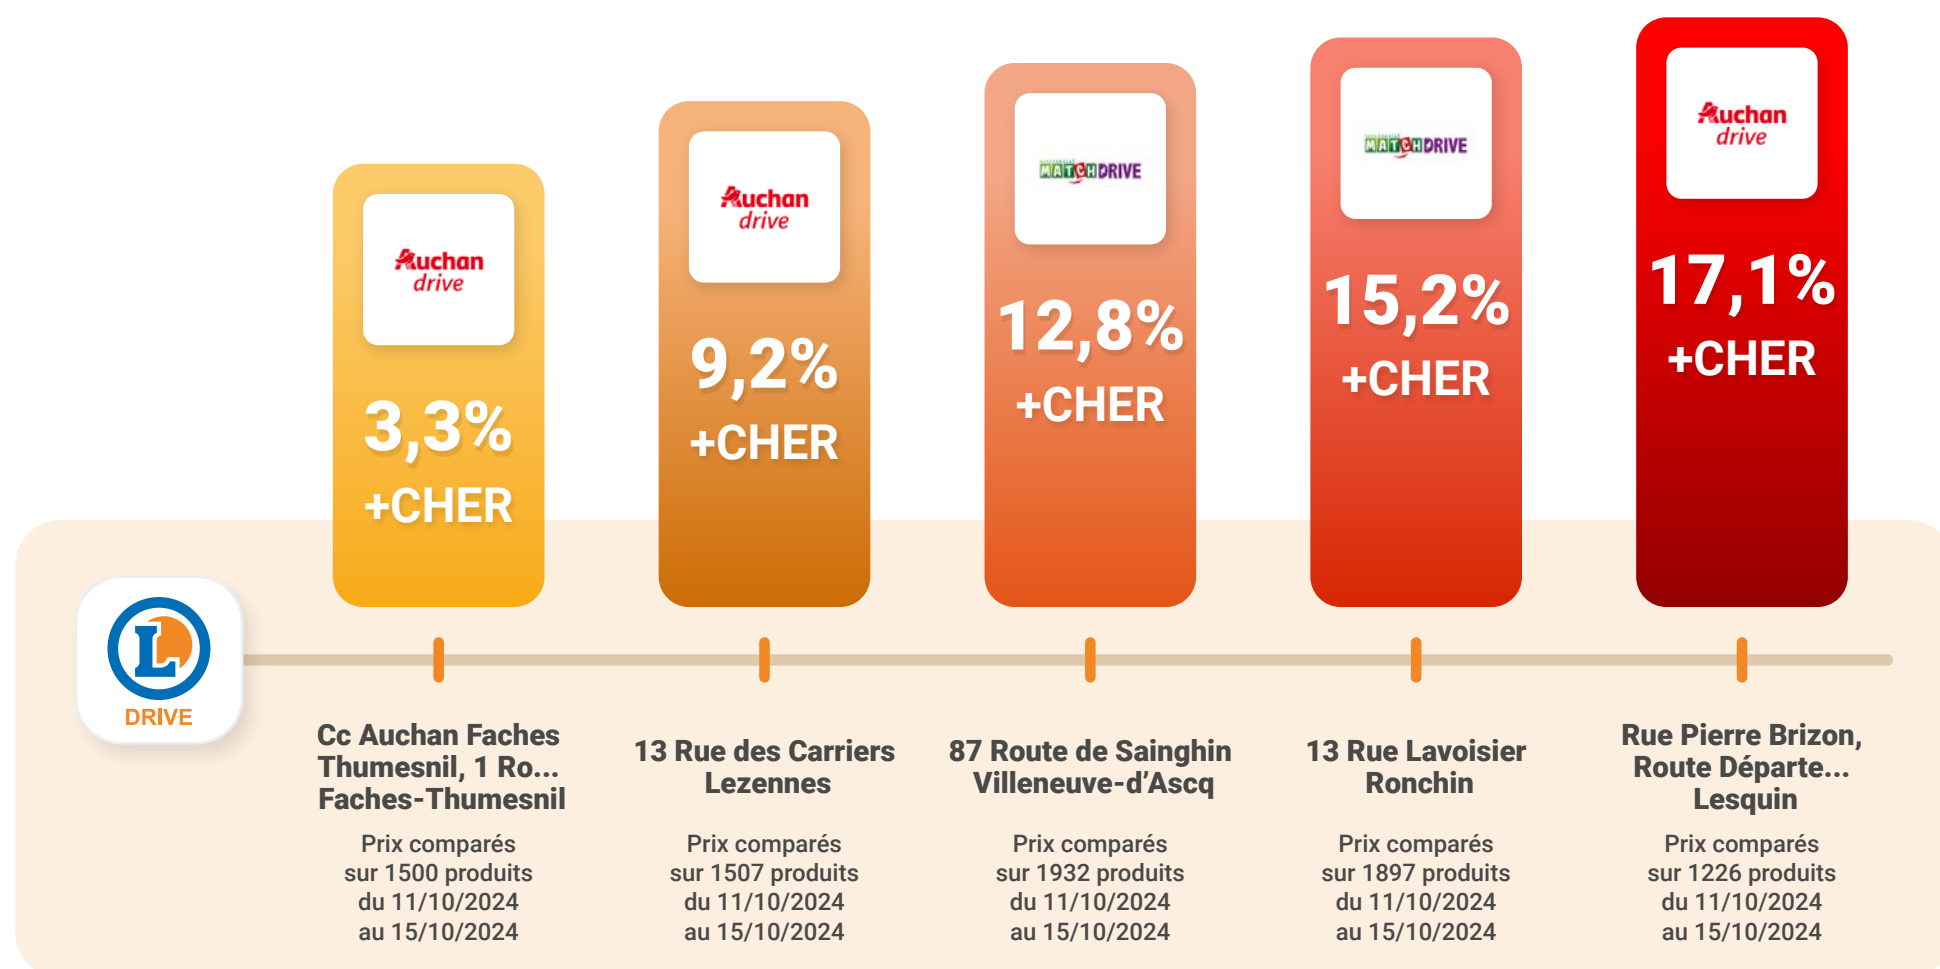 Auchan
drive
3,3%
+CHER
Auchan
drive
9,2%
+CHER
MATCHDRIVE
12,8%
+CHER
MATCHDRIVE
15,2%
+CHER
Auchan
drive
17,1%
+CHER
L
DRIVE
Cc Auchan Faches
Thumesnil, 1 Ro...
Faches-Thumesnil
Prix comparés
sur 1500 produits
du 11/10/2024
au 15/10/2024
13 Rue des Carriers
Lezennes
Prix comparés
sur 1507 produits
du 11/10/2024
au 15/10/2024
87 Route de Sainghin
Villeneuve-d’Ascq
Prix comparés
sur 1932 produits
du 11/10/2024
au 15/10/2024
13 Rue Lavoisier
Ronchin
Prix comparés
sur 1897 produits
du 11/10/2024
au 15/10/2024
Rue Pierre Brizon,
Route Départe...
Lesquin
Prix comparés
sur 1226 produits
du 11/10/2024
au 15/10/2024